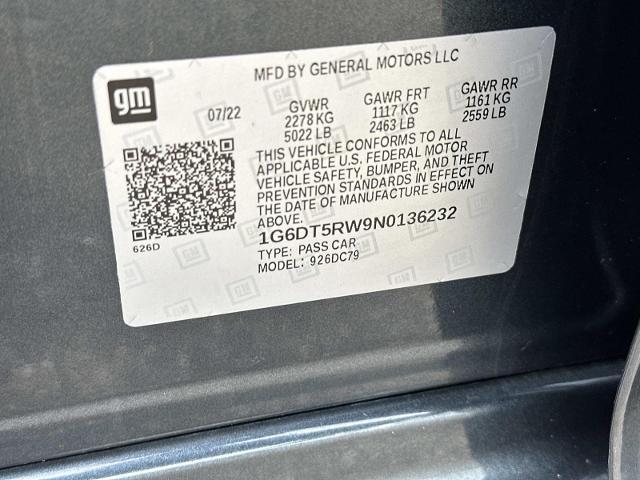 MFD BY GENERAL MOTORS LLC
gm
07/22
GVWR
2278 KG
5022 LB
GAWR FRT
1117 KG
2463 LB
GAWR RR
1161 KG
2559 LB
THIS VEHICLE CONFORMS TO ALL
APPLICABLE U.S. FEDERAL MOTOR
VEHICLE SAFETY, BUMPER, AND THEFT
PREVENTION STANDARDS IN EFFECT ON
THE DATE OF MANUFACTURE SHOWN
ABOVE.
626D
1G6DT5RW9N0136232
TYPE: PASS CAR
MODEL: 926DC79